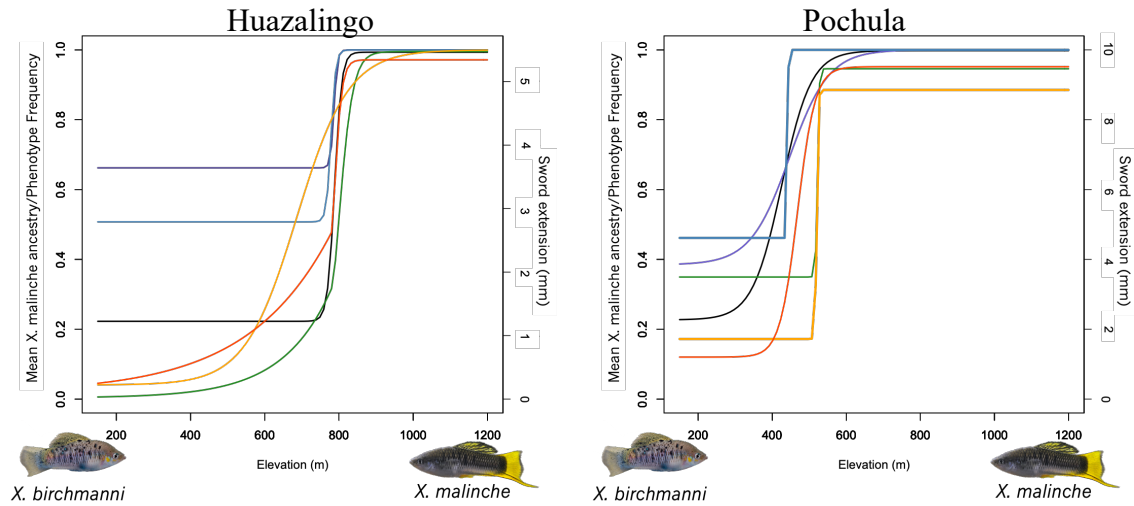 Huazalingo
Mean X. malinche ancestry/Phenotype Frequency
1.0
0.8
0.6
0.4
0.2
0.0
5
4
3
2
1
0
Sword extension (mm)
200 400 600 800 1000 1200
Elevation (m)
X. birchmanni
X. malinche
Pochula
Mean X. malinche ancestry/Phenotype Frequency
1.0
0.8
0.6
0.4
0.2
0.0
10
8
6
4
2
0
Sword extension (mm)
200 400 600 800 1000 1200
Elevation (m)
X. birchmanni
X. malinche